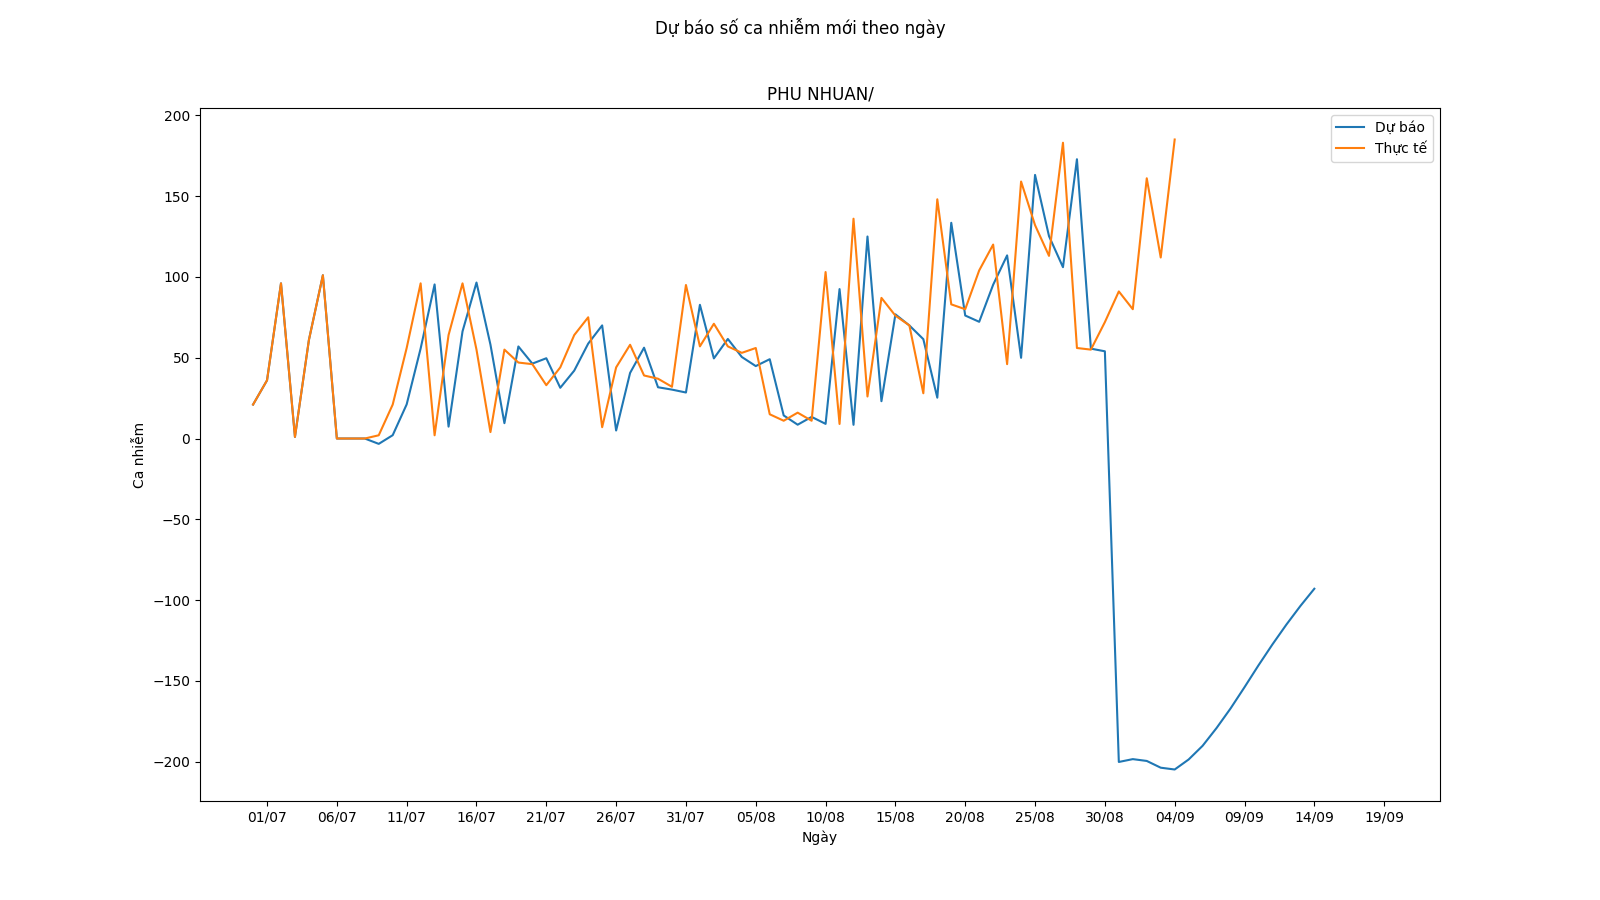 Dự báo số ca nhiễm mới theo ngày
PHU NHUAN/
200
150
100
50
0
−50
−100
−150
−200
Ca nhiễm
Dự báo
Thực tế
01/07 06/07 11/07 16/07 21/07 26/07 31/07 05/08 10/08 15/08 20/08 25/08 30/08 04/09 09/09 14/09 19/09
Ngày